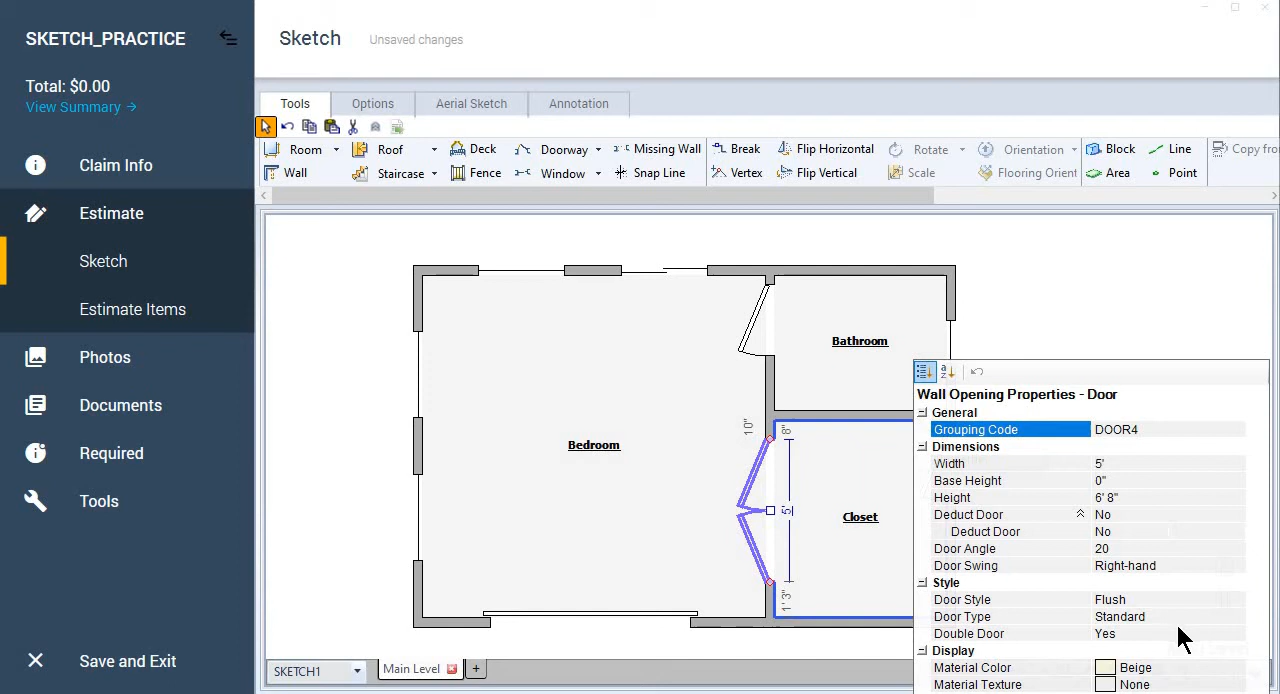 SKETCH_PRACTICE
Total: $0.00
View Summary →
Claim Info
Estimate
Sketch
Estimate Items
Photos
Documents
Required
Tools
Save and Exit
Sketch Unsaved changes
Tools Options Aerial Sketch Annotation
Room Roof Deck Doorway Missing Wall Break Flip Horizontal Rotate Orientation Block Line Copy fro
Wall Staircase Fence Window Snap Line Vertex Flip Vertical Scale Flooring Orient Area Point
Bathroom
10"
8"
Bedroom
5'
Closet
1' 3"
Wall Opening Properties - Door
General
Grouping Code DOOR4
Dimensions
Width 5'
Base Height 0"
Height 6' 8"
Deduct Door No
Deduct Door No
Door Angle 20
Door Swing Right-hand
Style
Door Style Flush
Door Type Standard
Double Door Yes
Display
Material Color Beige
Material Texture None
SKETCH1 Main Level +